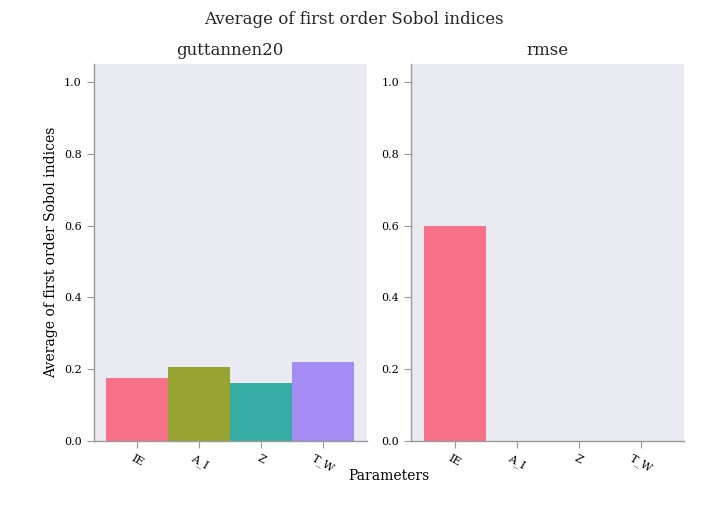 Average of first order Sobol indices
guttannen20
rmse
Average of first order Sobol indices
1.0
0.8
0.6
0.4
0.2
0.0
IE
A_I
Z
T_W
1.0
0.8
0.6
0.4
0.2
0.0
IE
A_I
Z
T_W
Parameters